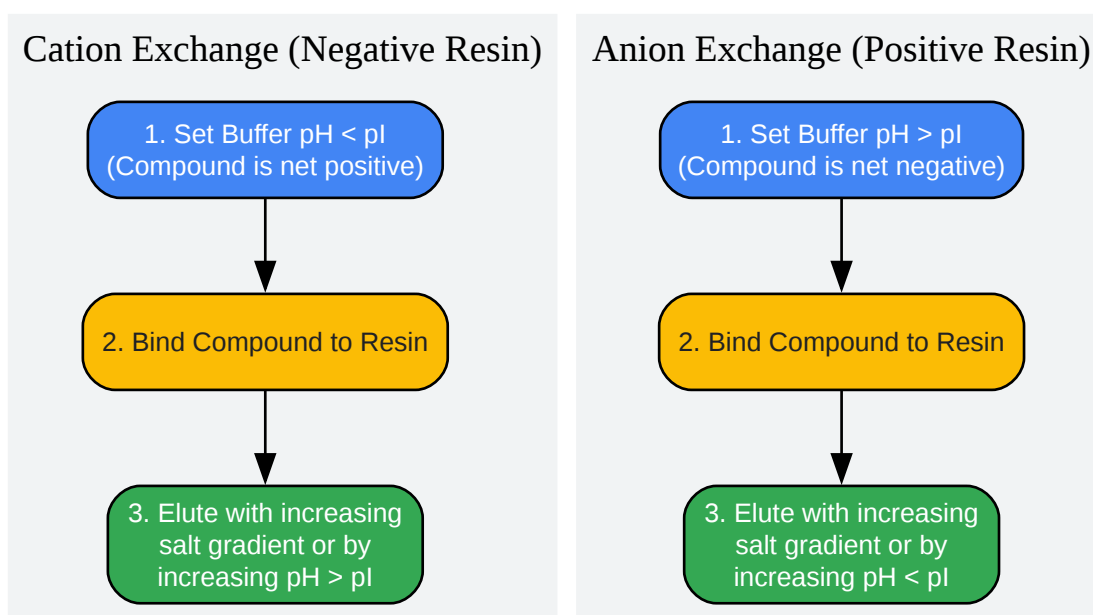 Cation Exchange (Negative Resin)
1. Set Buffer pH < pI
(Compound is net positive)
2. Bind Compound to Resin
3. Elute with increasing
salt gradient or by
increasing pH > pI
Anion Exchange (Positive Resin)
1. Set Buffer pH > pI
(Compound is net negative)
2. Bind Compound to Resin
3. Elute with increasing
salt gradient or by
increasing pH < pI